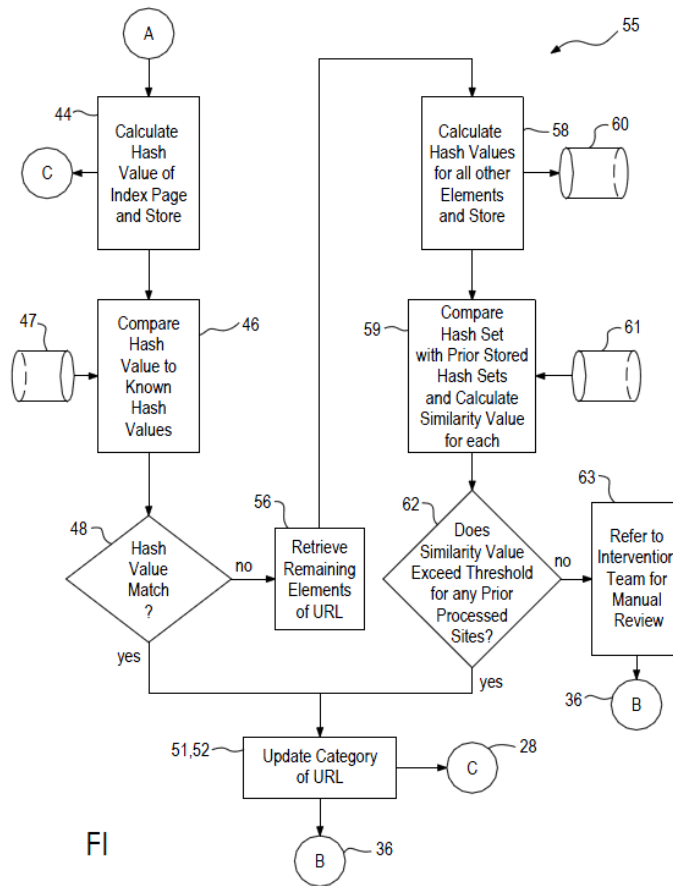 A
55
44
Calculate
Hash
Value of
Index Page
and Store
C
58
Calculate
Hash Values
for all other
Elements
and Store
60
47
Compare
Hash
Value to
Known
Hash
Values
46
59
Compare
Hash Set
with Prior Stored
Hash Sets
and Calculate
Similarity Value
for each
61
48
Hash
Value
Match
?
no
yes
56
Retrieve
Remaining
Elements
of URL
62
Does
Similarity Value
Exceed Threshold
for any Prior
Processed
Sites?
no
yes
63
Refer to
Intervention
Team for
Manual
Review
36
B
51,52
Update Category
of URL
C
28
B
36
FI